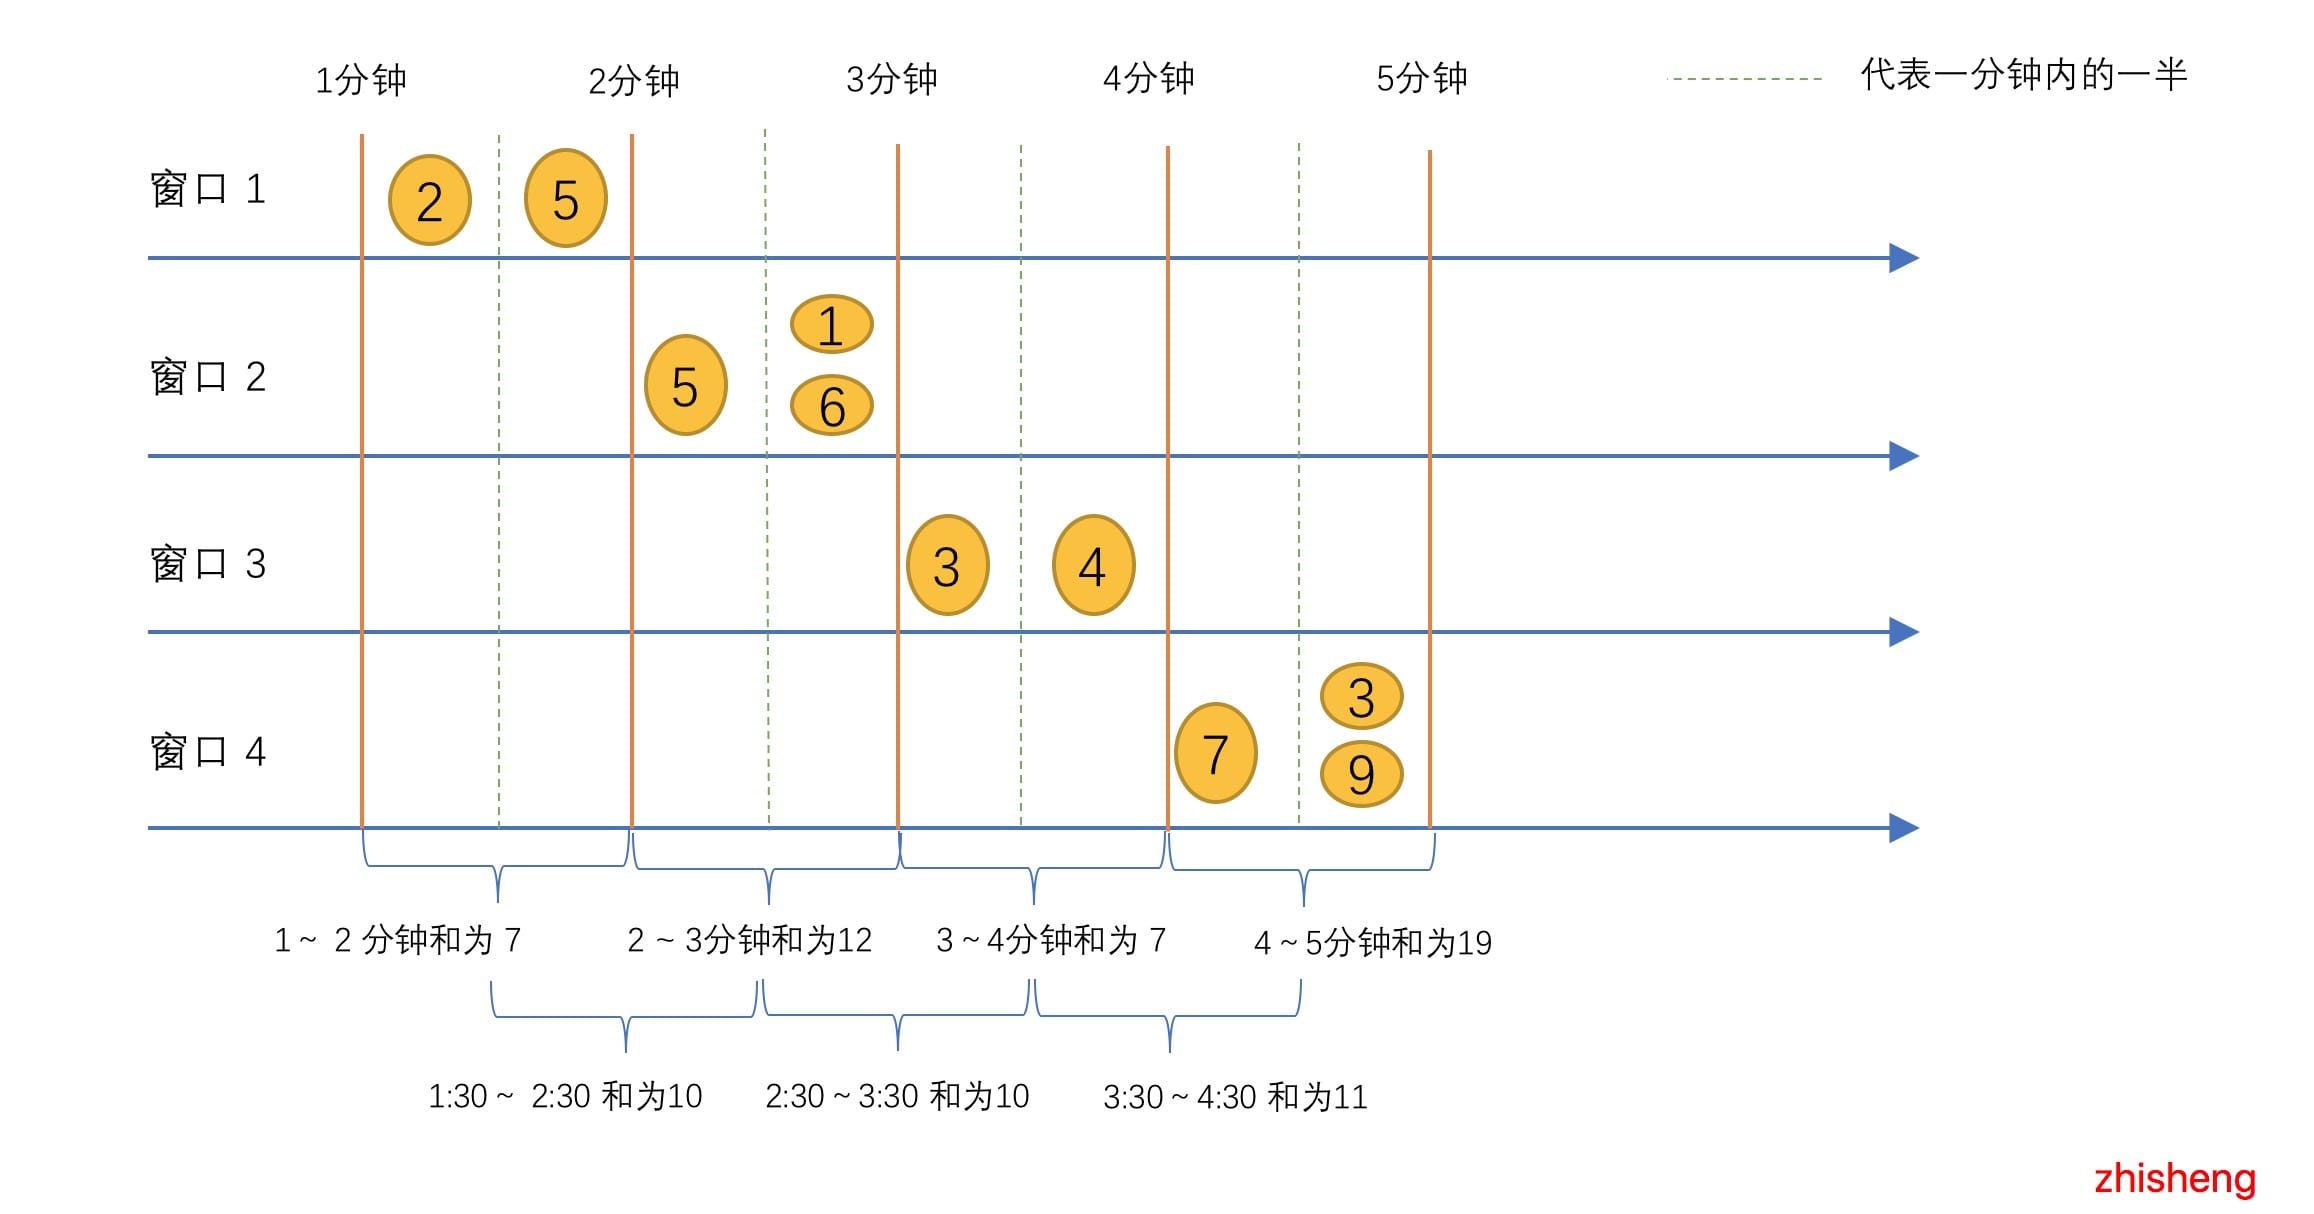 1分钟 2分钟 3分钟 4分钟 5分钟 代表一分钟内的一半
窗口 1 2 5
窗口 2 5 1 6
窗口 3 3 4
窗口 4 7 3 9
1 ~ 2 分钟和为 7 2 ~ 3分钟和为12 3 ~ 4分钟和为 7 4 ~ 5分钟和为19
1:30 ~ 2:30 和为10 2:30 ~ 3:30 和为10 3:30 ~ 4:30 和为11
zhisheng